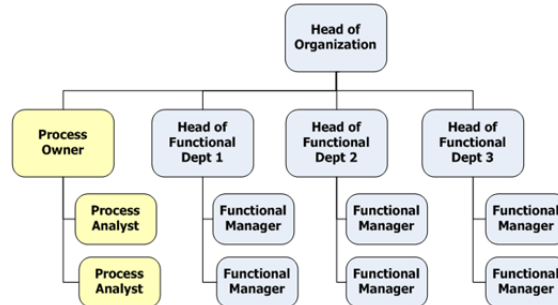 Head of
Organization
Process
Owner
Head of
Functional
Dept 1
Head of
Functional
Dept 2
Head of
Functional
Dept 3
Process
Analyst
Functional
Manager
Functional
Manager
Functional
Manager
Process
Analyst
Functional
Manager
Functional
Manager
Functional
Manager